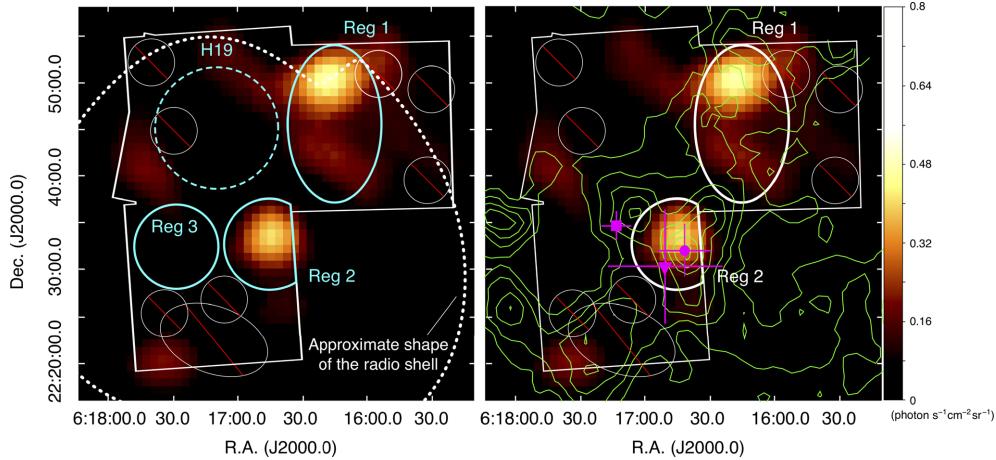 Reg 1
H19
Reg 3
Reg 2
Approximate shape
of the radio shell
50:00.0
40:00.0
30:00.0
22:20:00.0
Dec. (J2000.0)
6:18:00.0 30.0 17:00.0 30.0 16:00.0 30.0
R.A. (J2000.0)
Reg 1
Reg 2
6:18:00.0 30.0 17:00.0 30.0 16:00.0 30.0
R.A. (J2000.0)
0.8
0.64
0.48
0.32
0.16
0
(photon s⁻¹cm⁻²sr⁻¹)